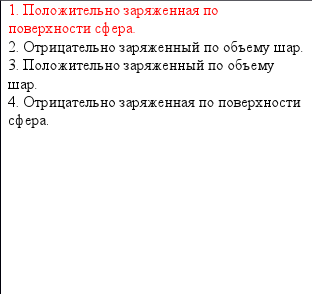 1. Положительно заряженная по
поверхности сфера.
2. Отрицательно заряженный по объему шар.
3. Положительно заряженный по объему
шар.
4. Отрицательно заряженная по поверхности
сфера.